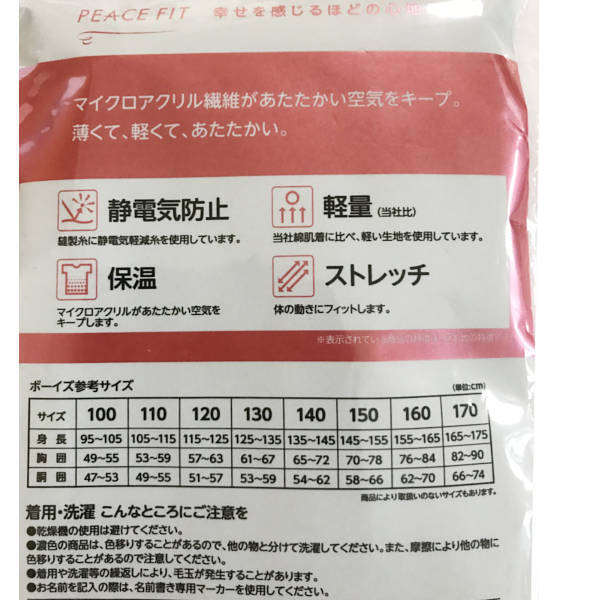 PEACE FIT 幸せを感じるほどの心地
マイクロアクリル繊維があたたかい空気をキープ。
薄くて、軽くて、あたたかい。
静電気防止
縫製糸に静電気軽減糸を使用しています。
軽量(当社比)
当社綿肌着に比べ、軽い生地を使用しています。
保温
マイクロアクリルがあたたかい空気を
キープします。
ストレッチ
体の動きにフィットします。
※表示されている商品の特徴
ボーイズ参考サイズ (単位:cm)
サイズ 100 110 120 130 140 150 160 170
身長 95~105 105~115 115~125 125~135 135~145 145~155 155~165 165~175
胸囲 49~55 53~59 57~63 61~67 65~72 70~78 76~84 82~90
胴囲 47~53 49~55 51~57 53~59 54~62 58~66 62~70 66~74
商品により取扱いのないサイズもあります。
着用・洗濯 こんなところにご注意を
●乾燥機の使用は避けてください。
●濃色の商品は、色移りすることがあるので、他の物と分けて洗濯してください。また、摩擦により他の物に
色移りすることがあるので注意してください。
●着用や洗濯等の繰返しにより、毛玉が発生することがあります。
●お名前を記入の際は、名前書き専用マーカーを使用してください。